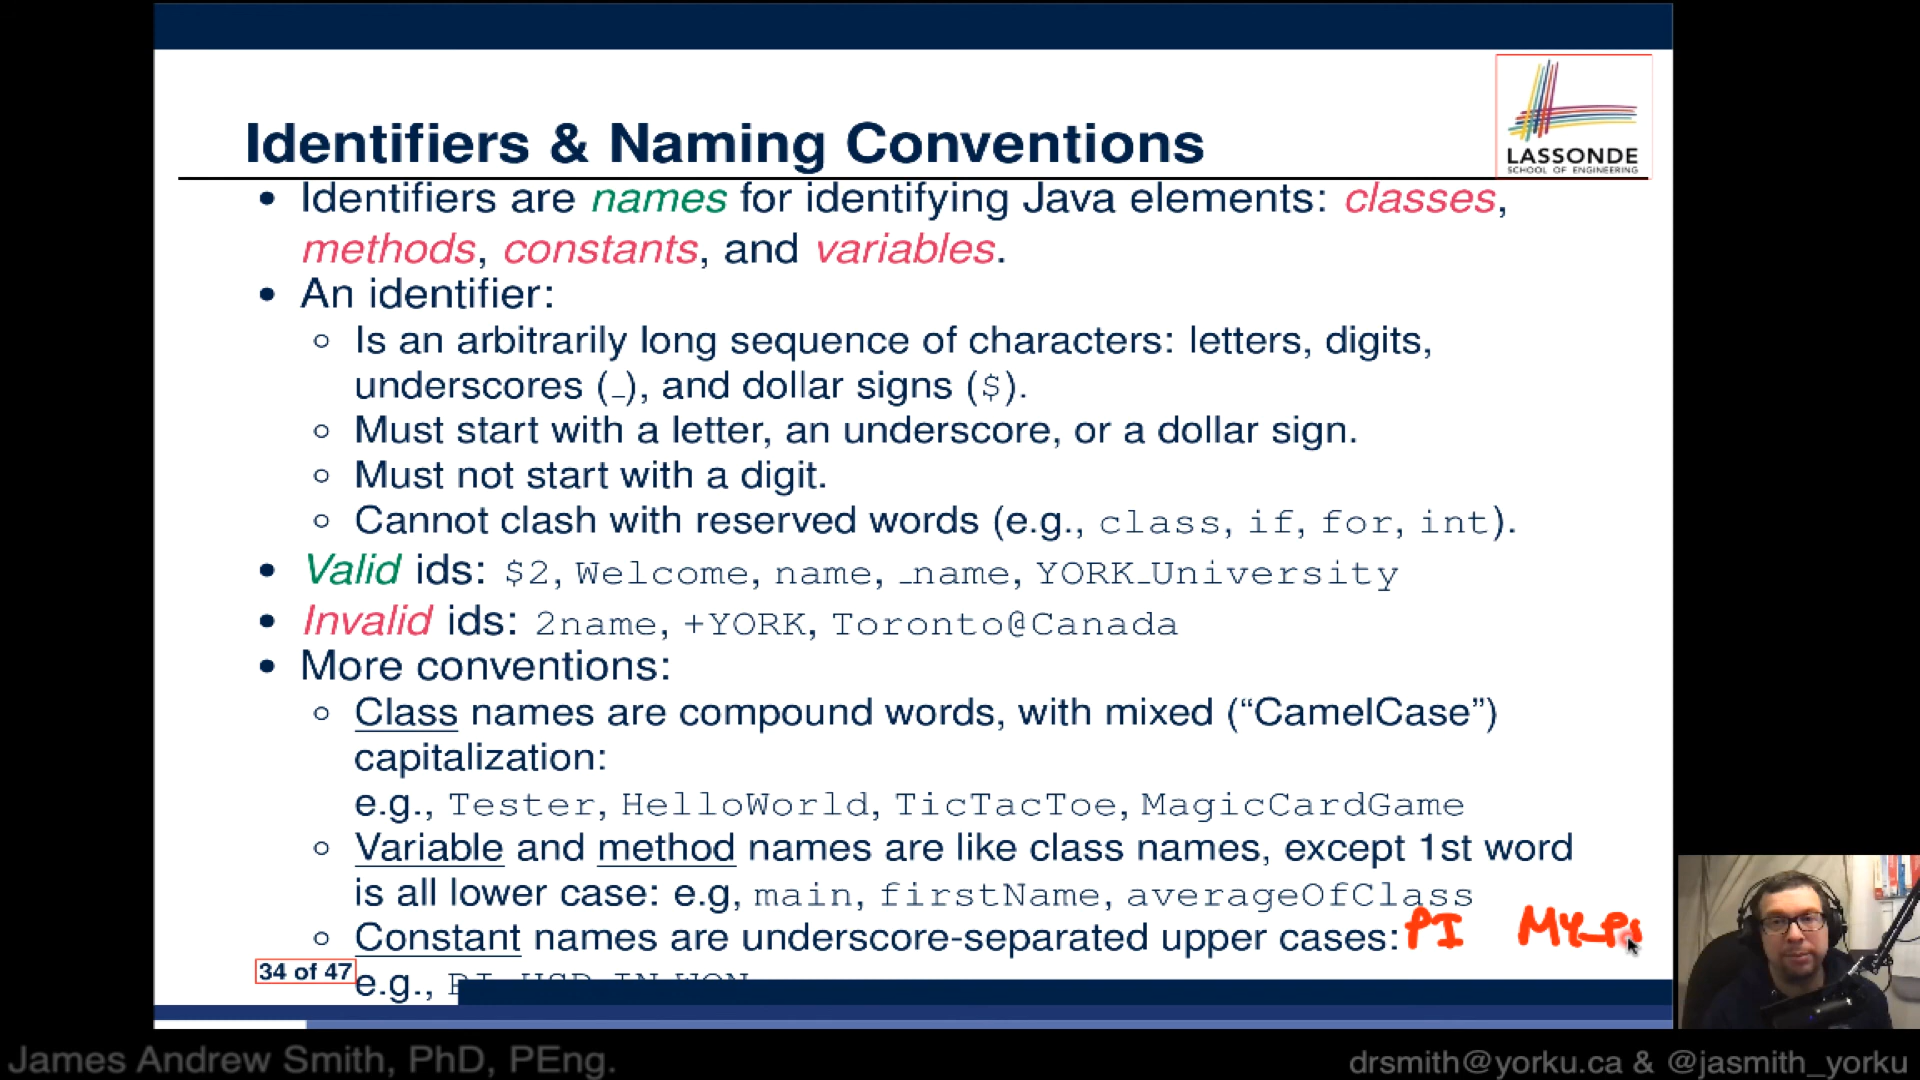 LASSONDE
SCHOOL OF ENGINEERING
Identifiers & Naming Conventions
• Identifiers are names for identifying Java elements: classes,
methods, constants, and variables.
• An identifier:
○ Is an arbitrarily long sequence of characters: letters, digits,
underscores (_), and dollar signs ($).
○ Must start with a letter, an underscore, or a dollar sign.
○ Must not start with a digit.
○ Cannot clash with reserved words (e.g., class, if, for, int).
• Valid ids: $2, Welcome, name, _name, YORK_University
• Invalid ids: 2name, +YORK, Toronto@Canada
• More conventions:
○ Class names are compound words, with mixed (“CamelCase”)
capitalization:
e.g., Tester, HelloWorld, TicTacToe, MagicCardGame
○ Variable and method names are like class names, except 1st word
is all lower case: e.g, main, firstName, averageOfClass
○ Constant names are underscore-separated upper cases: PI MY_PI
e.g., PI, USD_IN_WON
34 of 47
James Andrew Smith, PhD, PEng.
drsmith@yorku.ca & @jasmith_yorku